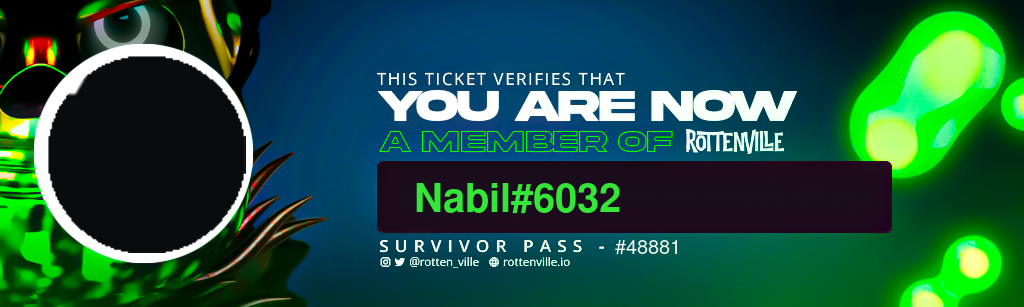 THIS TICKET VERIFIES THAT
YOU ARE NOW
A MEMBER OF ROTTENVILLE
Nabil#6032
SURVIVOR PASS - #48881
@rotten_ville rottenville.io